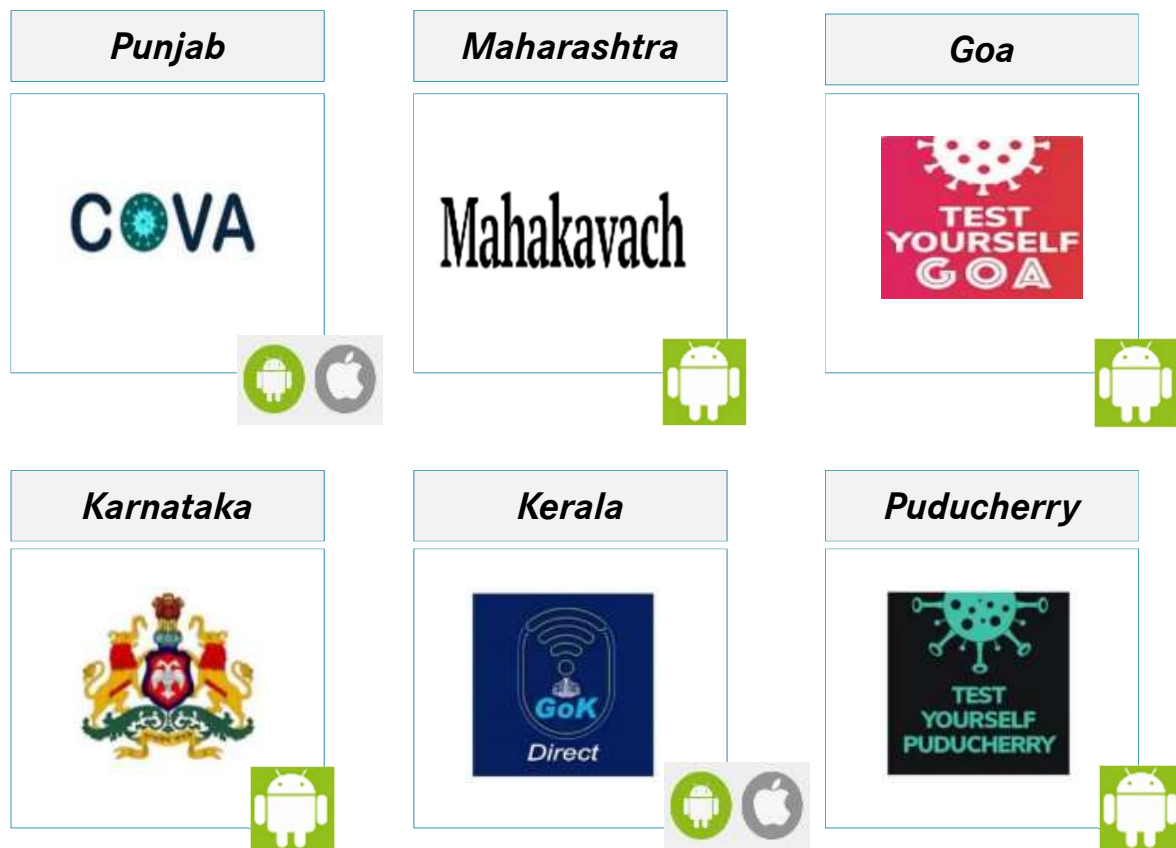 Punjab
Maharashtra
Goa
COVA
Mahakavach
TEST
YOURSELF
GOA
Karnataka
Kerala
Puducherry
GoK
Direct
TEST
YOURSELF
PUDUCHERRY